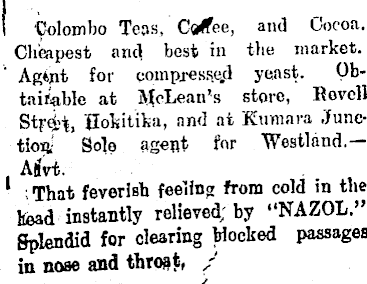 Colombo Teas, Coffee, and Cocoa.
Cheapest and best in the market.
Agent for compressed yeast. Ob-
tainable at McLean's store, Revell
Street, Hokitika, and at Kumara Junc-
tion. Sole agent for Westland.—
Advt.
That feverish feeling from cold in the
head instantly relieved by "NAZOL."
Splendid for clearing blocked passages
in nose and throat,